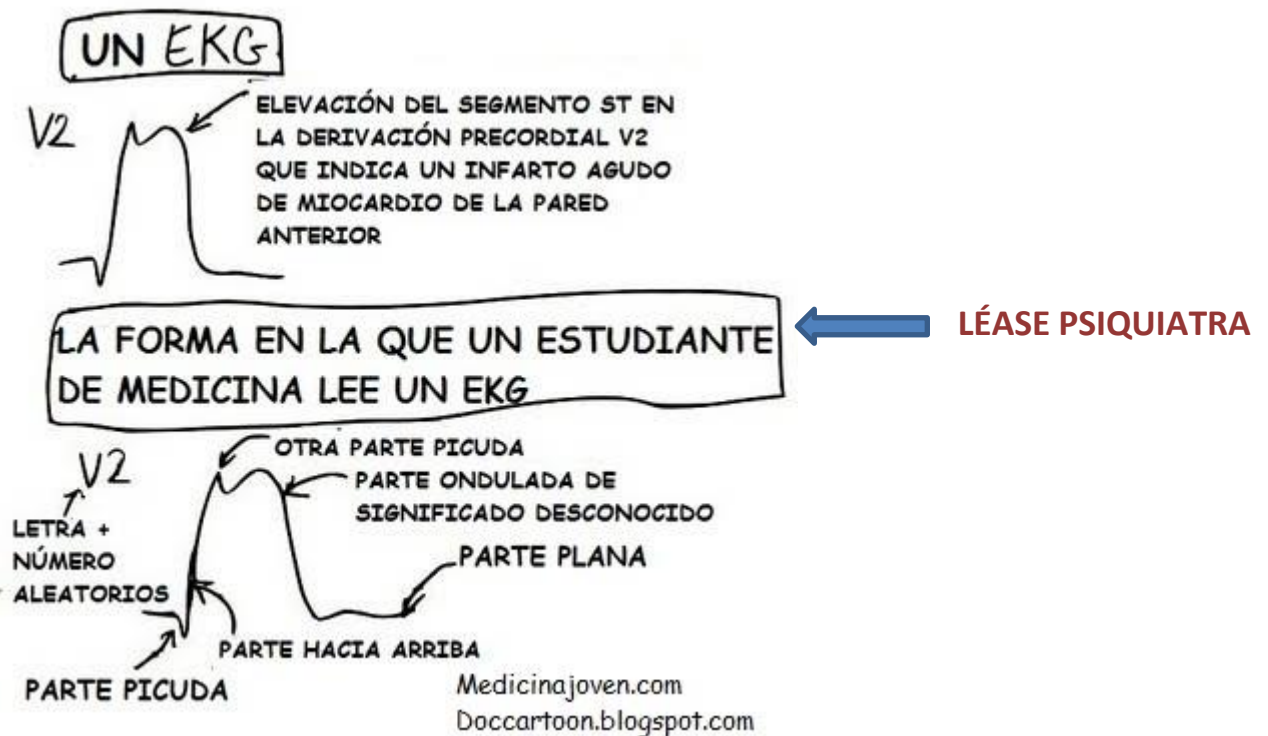 UN EKG
V2
ELEVACIÓN DEL SEGMENTO ST EN
LA DERIVACIÓN PRECORDIAL V2
QUE INDICA UN INFARTO AGUDO
DE MIOCARDIO DE LA PARED
ANTERIOR
LA FORMA EN LA QUE UN ESTUDIANTE
DE MEDICINA LEE UN EKG
LÉASE PSIQUIATRA
V2
OTRA PARTE PICUDA
PARTE ONDULADA DE
SIGNIFICADO DESCONOCIDO
LETRA +
NÚMERO
ALEATORIOS
PARTE PLANA
PARTE HACIA ARRIBA
PARTE PICUDA
Medicinajoven.com
Doccartoon.blogspot.com